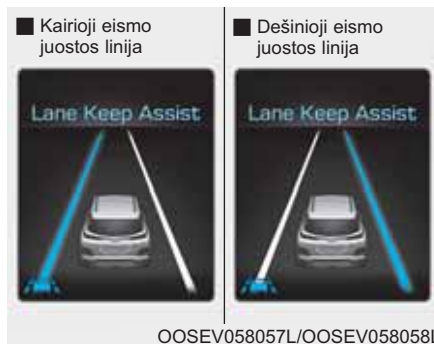 ■ Kairioji eismo
juostos linija
■ Dešinioji eismo
juostos linija
Lane Keep Assist
Lane Keep Assist
OOSEV058057L/OOSEV058058L